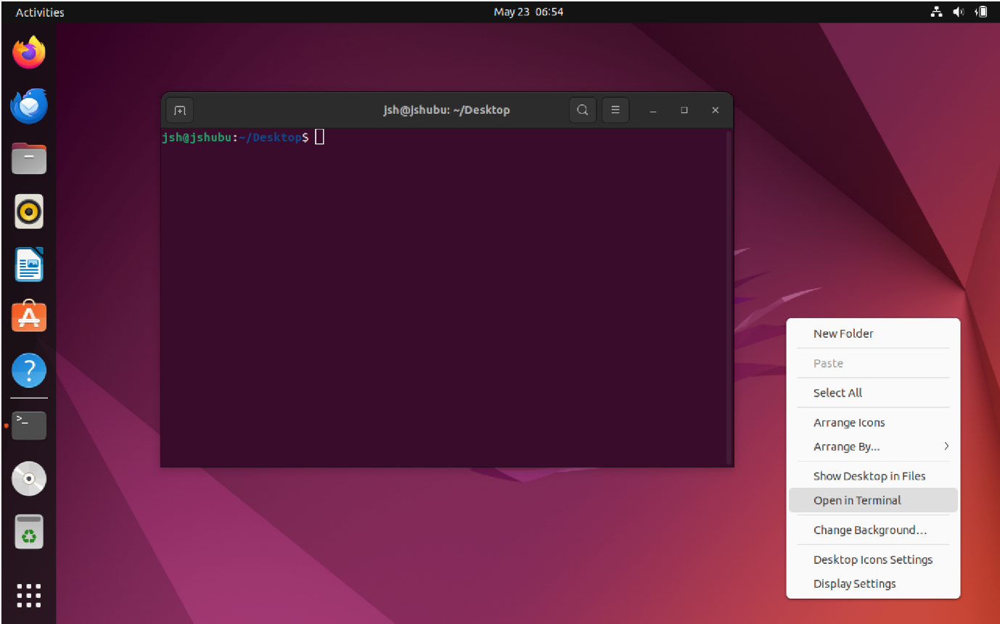 Activities
May 23 06:54
jsh@jshubu: ~/Desktop
jsh@jshubu:~/Desktop$
New Folder
Paste
Select All
Arrange Icons
Arrange By...
Show Desktop in Files
Open in Terminal
Change Background…
Desktop Icons Settings
Display Settings